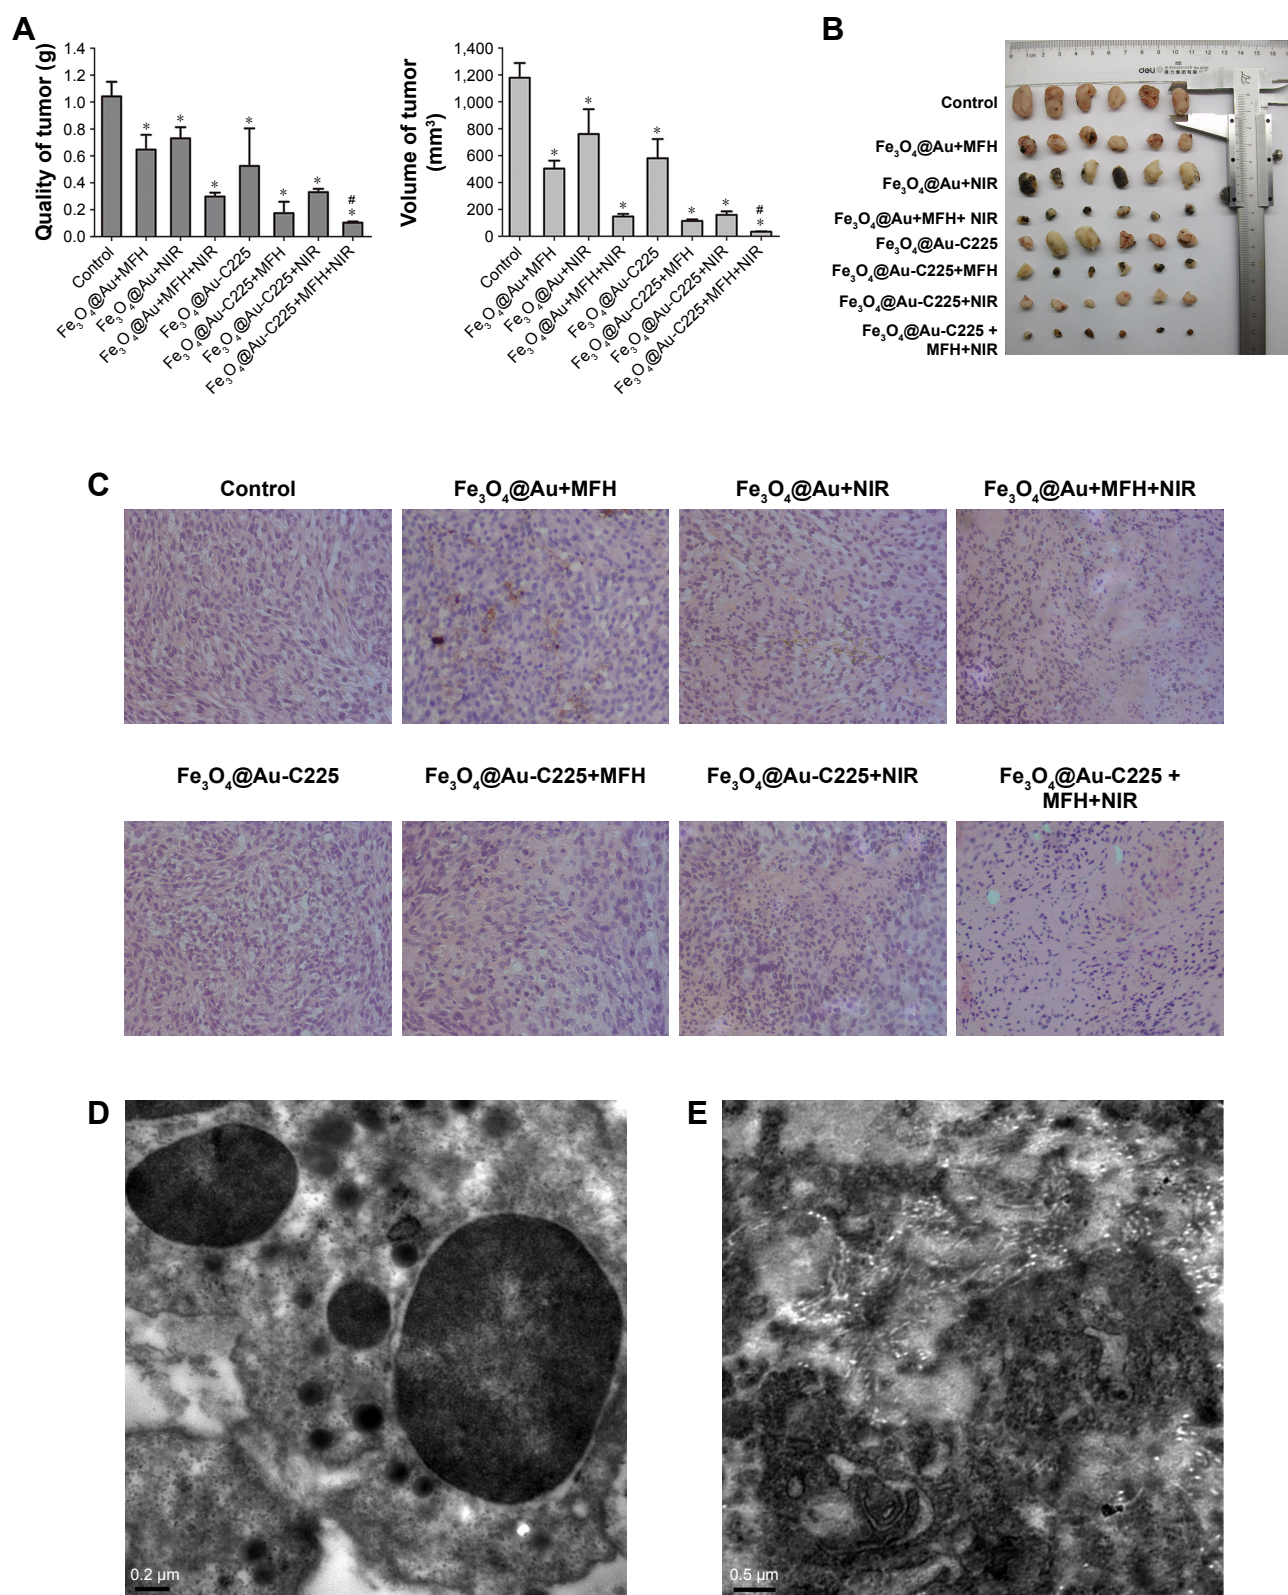 A
Quality of tumor (g)
1.4
1.2
1.0
0.8
0.6
0.4
0.2
0.0
*
*
*
*
*
*
#
*
Control
Fe₃O₄@Au+MFH
Fe₃O₄@Au+NIR
Fe₃O₄@Au+MFH+NIR
Fe₃O₄@Au-C225
Fe₃O₄@Au-C225+MFH
Fe₃O₄@Au-C225+NIR
Fe₃O₄@Au-C225+MFH+NIR
Volume of tumor
(mm³)
1,400
1,200
1,000
800
600
400
200
0
*
*
*
*
*
*
#
*
Control
Fe₃O₄@Au+MFH
Fe₃O₄@Au+NIR
Fe₃O₄@Au+MFH+NIR
Fe₃O₄@Au-C225
Fe₃O₄@Au-C225+MFH
Fe₃O₄@Au-C225+NIR
Fe₃O₄@Au-C225+MFH+NIR
B
deli
Control
Fe₃O₄@Au+MFH
Fe₃O₄@Au+NIR
Fe₃O₄@Au+MFH+ NIR
Fe₃O₄@Au-C225
Fe₃O₄@Au-C225+MFH
Fe₃O₄@Au-C225+NIR
Fe₃O₄@Au-C225 +
MFH+NIR
C
Control
Fe₃O₄@Au+MFH
Fe₃O₄@Au+NIR
Fe₃O₄@Au+MFH+NIR
Fe₃O₄@Au-C225
Fe₃O₄@Au-C225+MFH
Fe₃O₄@Au-C225+NIR
Fe₃O₄@Au-C225 +
MFH+NIR
D
0.2 µm
E
0.5 µm